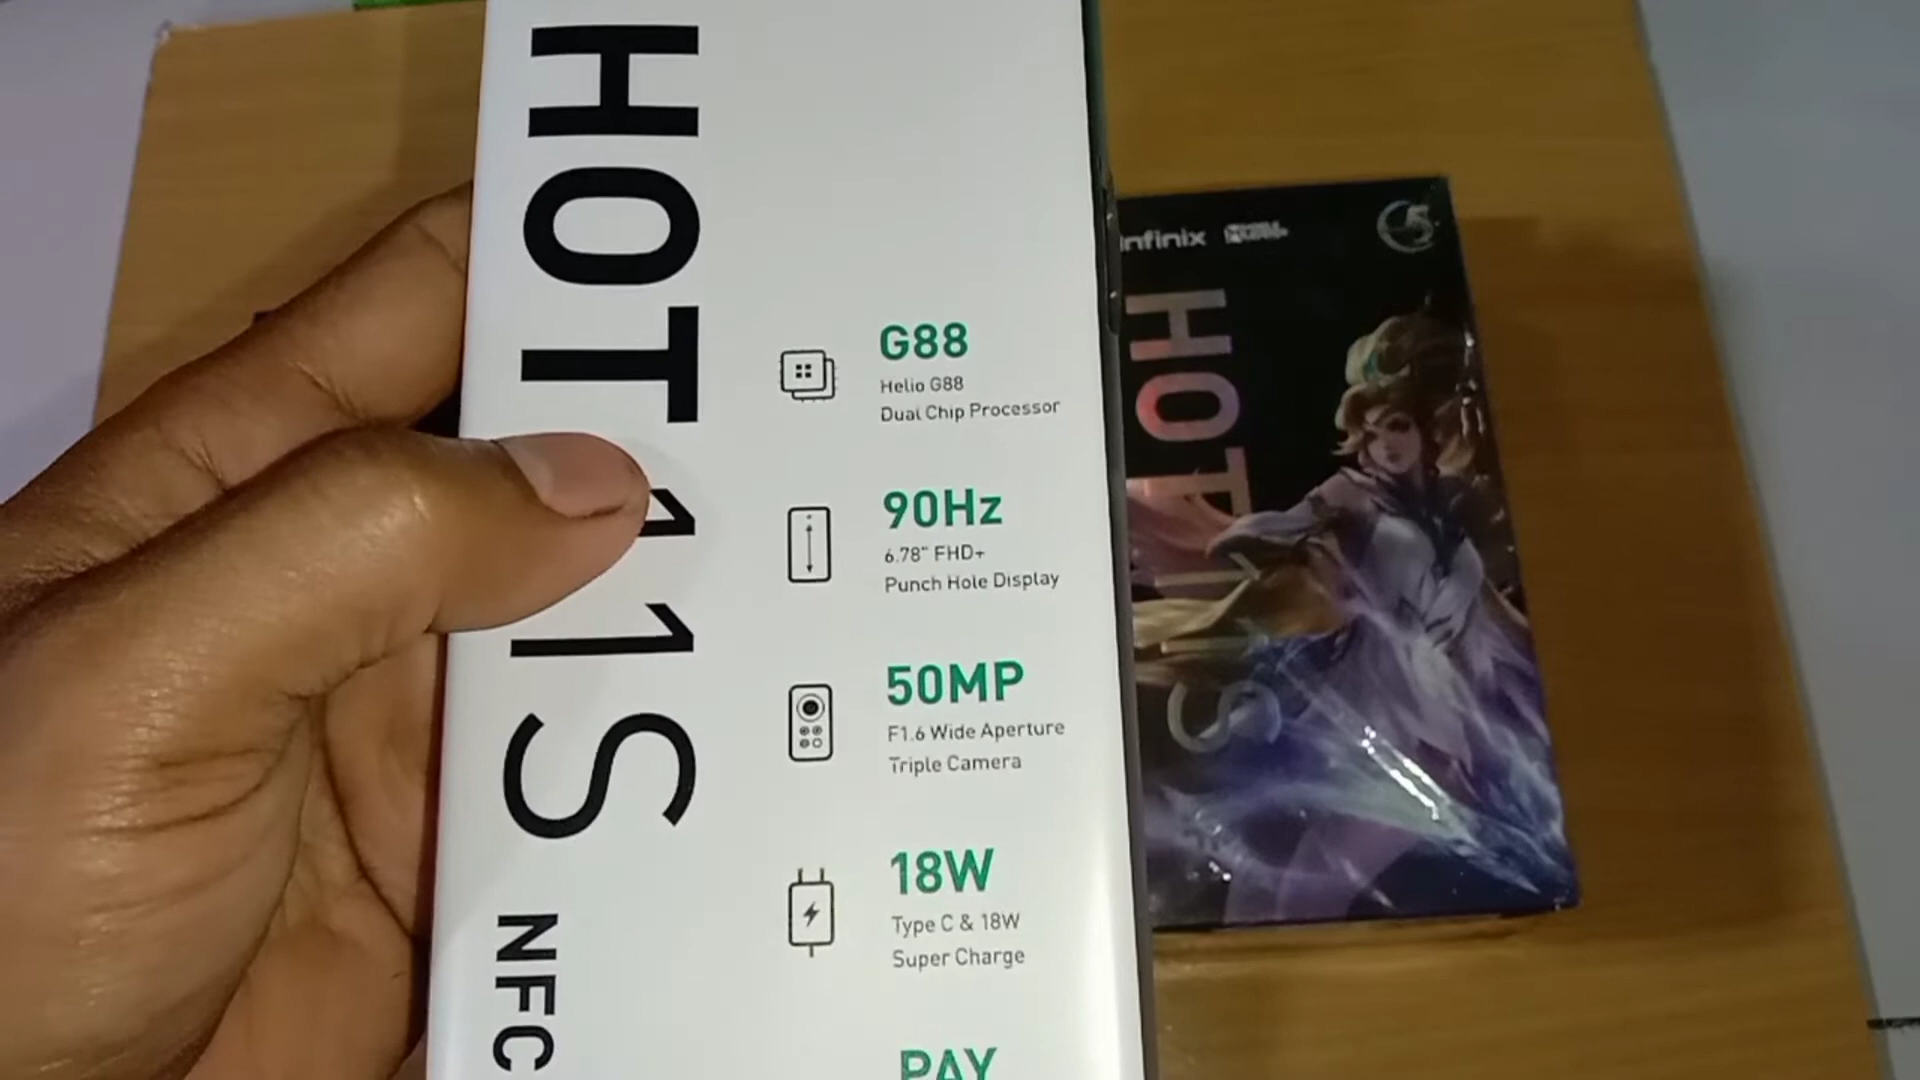 HOT 11S NFC
G88
Helio G88
Dual Chip Processor
90Hz
6.78" FHD+
Punch Hole Display
50MP
F1.6 Wide Aperture
Triple Camera
18W
Type C & 18W
Super Charge
PAY
Infinix
HOT 11S